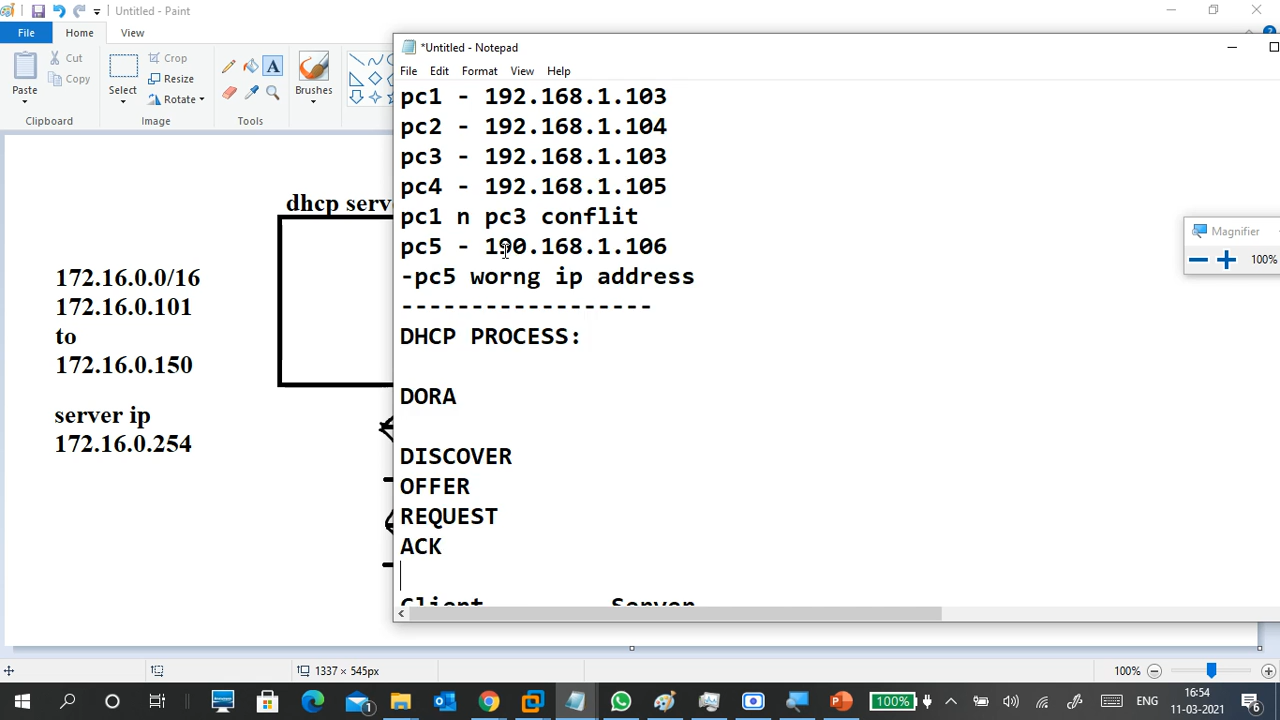 Untitled - Paint
File
Home
View
Paste
Cut
Copy
Clipboard
Select
Crop
Resize
Rotate
Image
A
Tools
Brushes
dhcp serv
172.16.0.0/16
172.16.0.101
to
172.16.0.150
server ip
172.16.0.254
*Untitled - Notepad
File Edit Format View Help
pc1 - 192.168.1.103
pc2 - 192.168.1.104
pc3 - 192.168.1.103
pc4 - 192.168.1.105
pc1 n pc3 conflit
pc5 - 190.168.1.106
-pc5 worng ip address
------------------
DHCP PROCESS:
DORA
DISCOVER
OFFER
REQUEST
ACK
Client Server
Magnifier
100%
1337 × 545px
100%
100%
ENG
16:54
11-03-2021
1
6